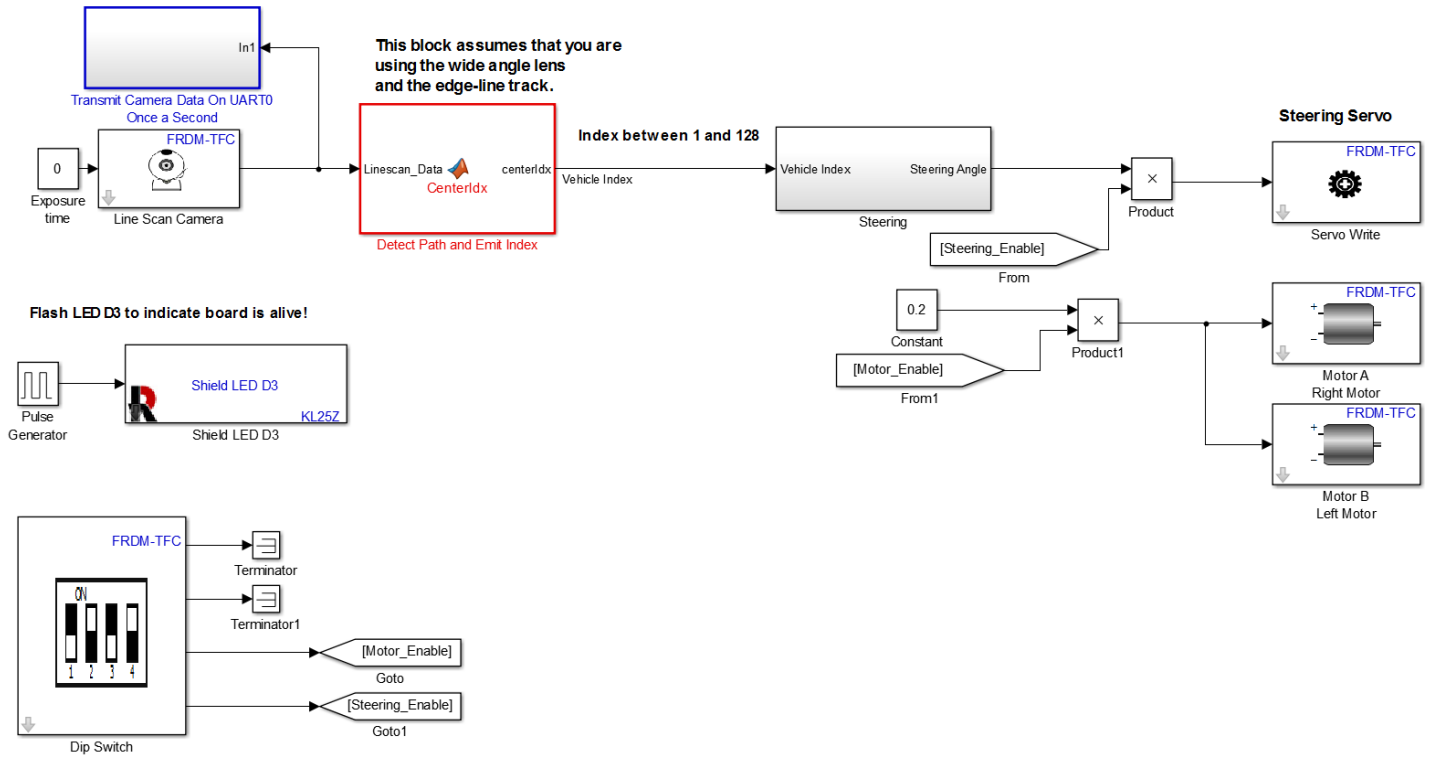 In1
Transmit Camera Data On UART0
Once a Second
This block assumes that you are
using the wide angle lens
and the edge-line track.
FRDM-TFC
0
Exposure
time
Line Scan Camera
Linescan_Data
CenterIdx
centerIdx
Detect Path and Emit Index
Index between 1 and 128
Vehicle Index
Vehicle Index
Steering Angle
Steering
[Steering_Enable]
From
×
Product
Steering Servo
FRDM-TFC
Servo Write
0.2
Constant
[Motor_Enable]
From1
×
Product1
FRDM-TFC
+
−
Motor A
Right Motor
FRDM-TFC
+
−
Motor B
Left Motor
Flash LED D3 to indicate board is alive!
Pulse
Generator
Shield LED D3
KL25Z
Shield LED D3
FRDM-TFC
ON
1 2 3 4
Dip Switch
Terminator
Terminator1
[Motor_Enable]
Goto
[Steering_Enable]
Goto1